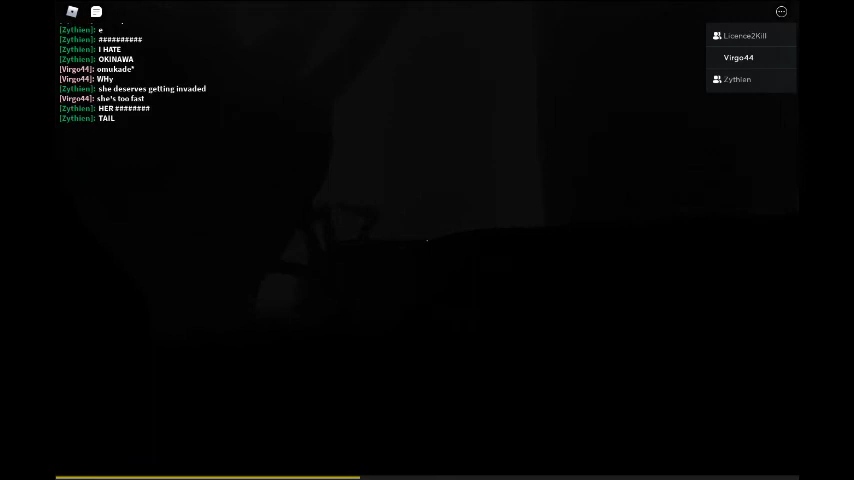 [Zythien]: e
[Zythien]: ##########
[Zythien]: I HATE
[Zythien]: OKINAWA
[Virgo44]: omukade*
[Virgo44]: WHy
[Zythien]: she deserves getting invaded
[Virgo44]: she's too fast
[Zythien]: HER ########
[Zythien]: TAIL
Licence2Kill
Virgo44
Zythien